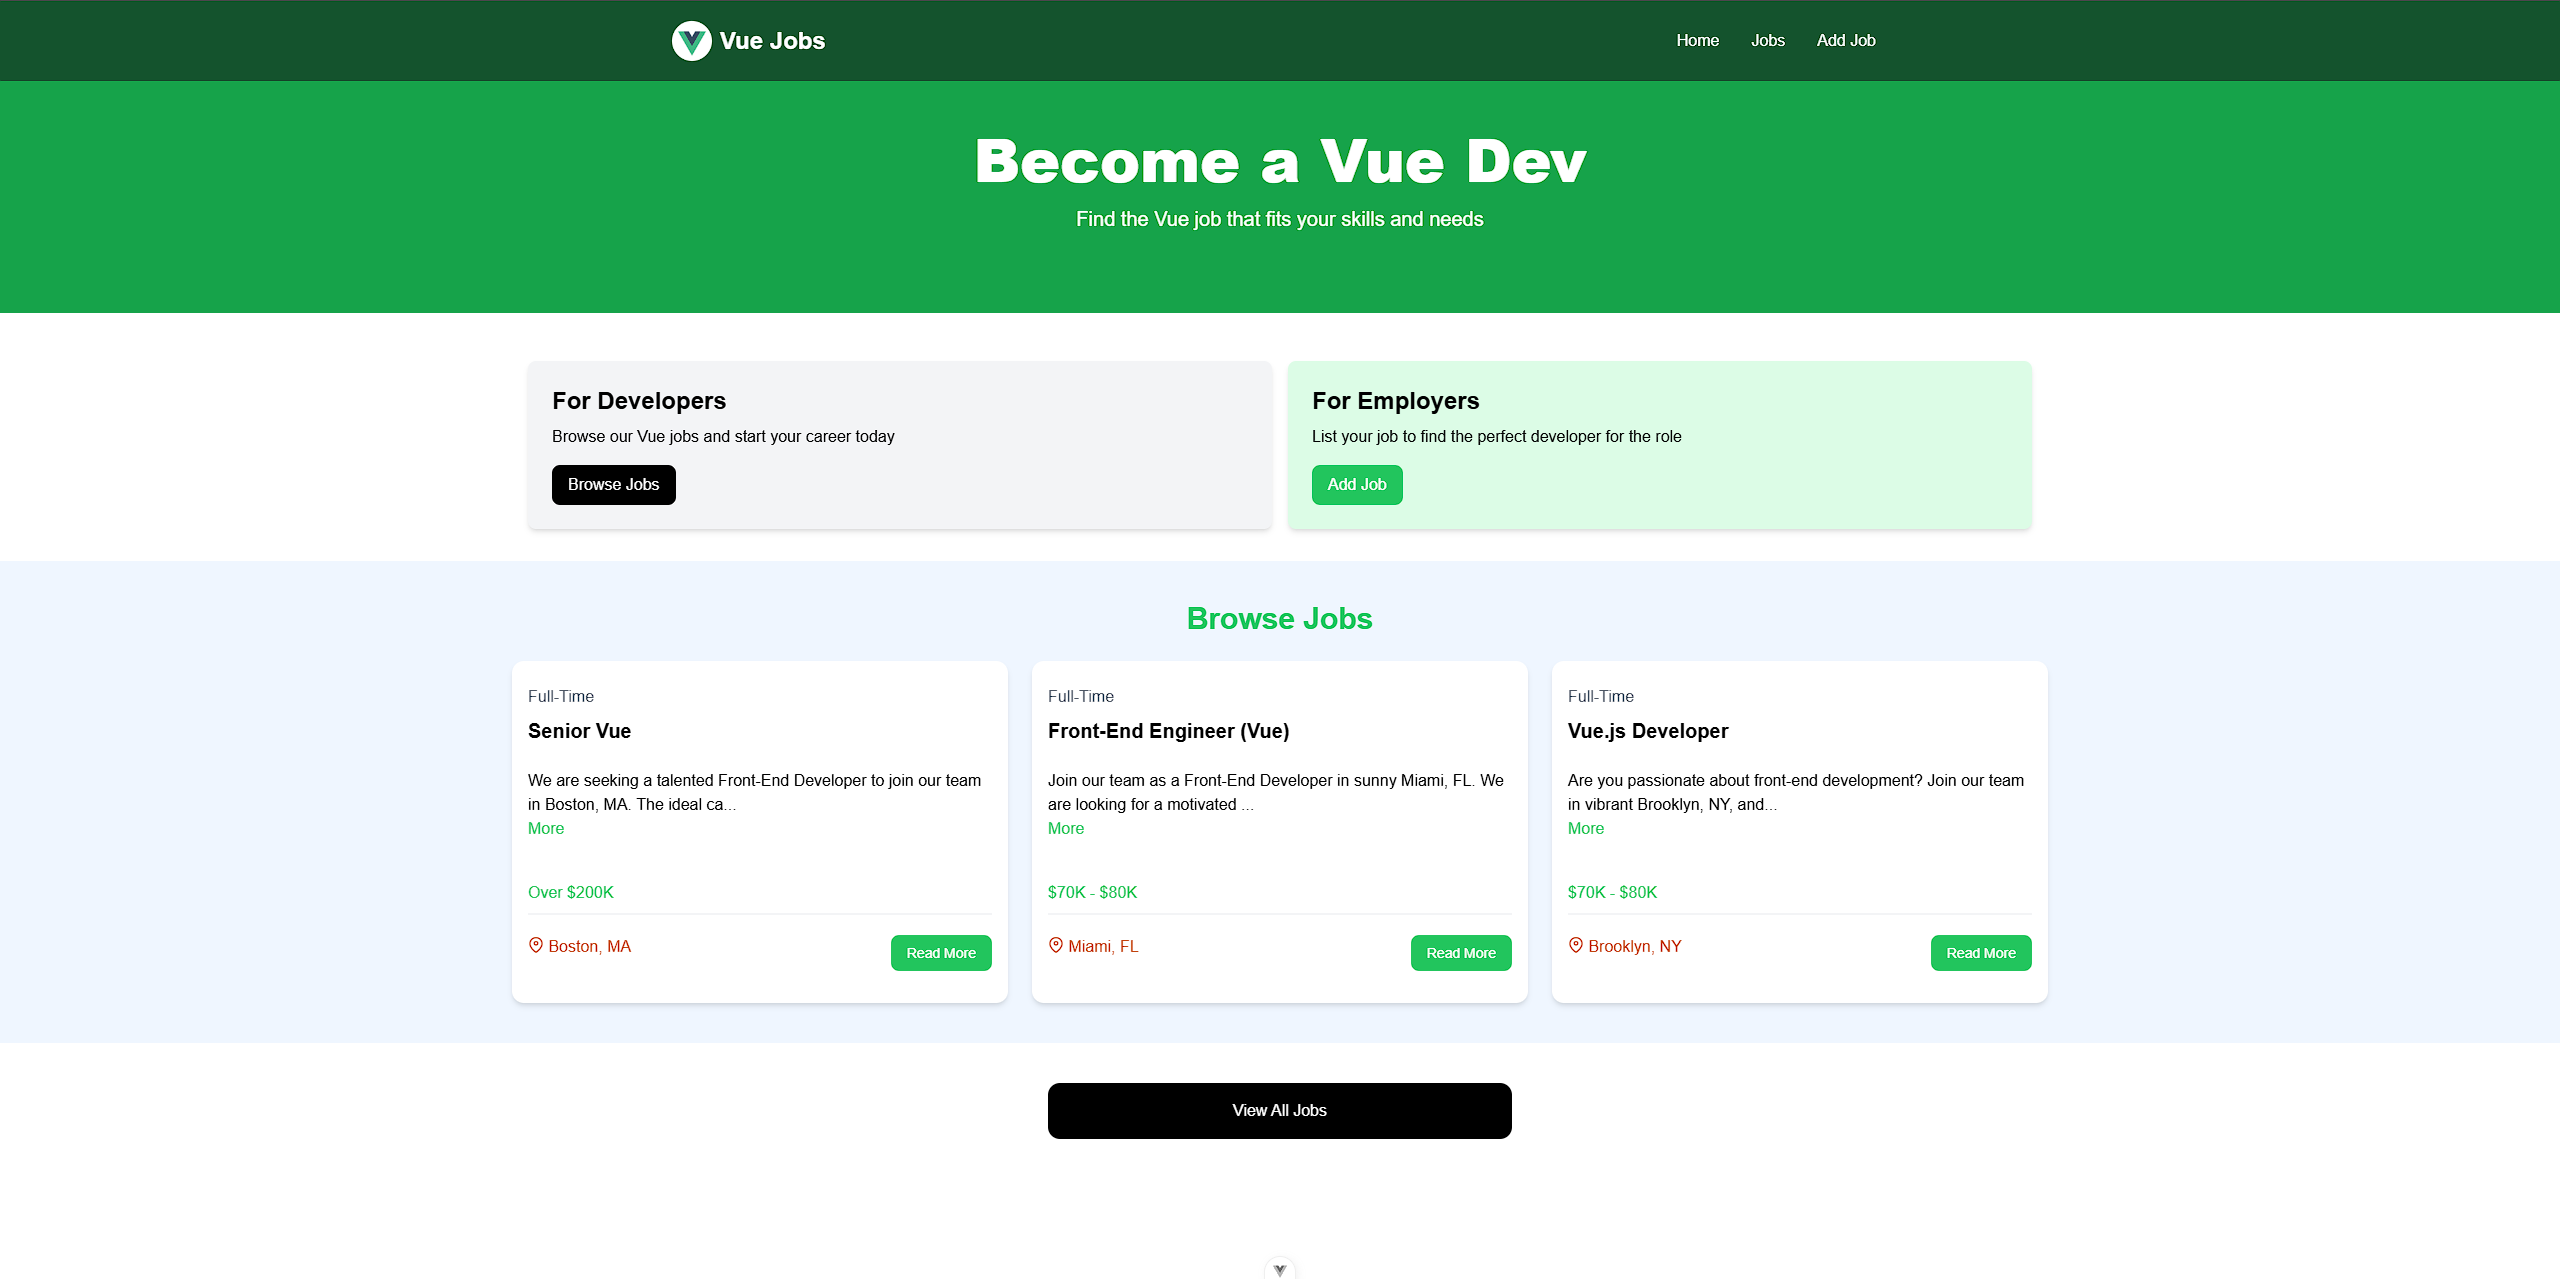 Vue Jobs
Home Jobs Add Job
Become a Vue Dev
Find the Vue job that fits your skills and needs
For Developers
Browse our Vue jobs and start your career today
Browse Jobs
For Employers
List your job to find the perfect developer for the role
Add Job
Browse Jobs
Full-Time
Senior Vue
We are seeking a talented Front-End Developer to join our team
in Boston, MA. The ideal ca...
More
Over $200K
Boston, MA
Read More
Full-Time
Front-End Engineer (Vue)
Join our team as a Front-End Developer in sunny Miami, FL. We
are looking for a motivated ...
More
$70K - $80K
Miami, FL
Read More
Full-Time
Vue.js Developer
Are you passionate about front-end development? Join our team
in vibrant Brooklyn, NY, and...
More
$70K - $80K
Brooklyn, NY
Read More
View All Jobs